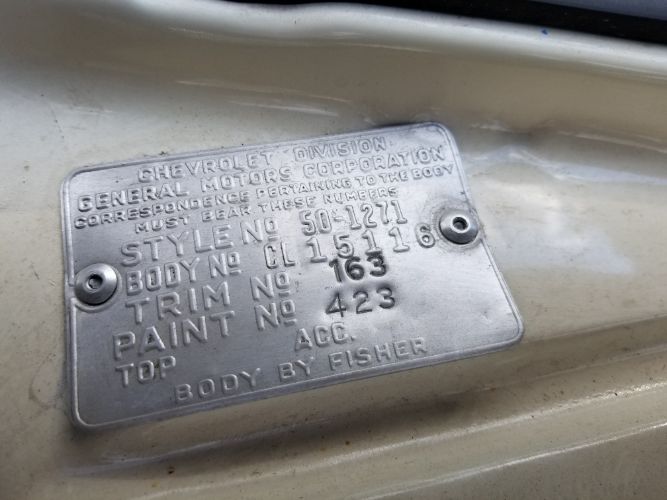 CHEVROLET DIVISION
GENERAL MOTORS CORPORATION
CORRESPONDENCE PERTAINING TO THE BODY
MUST BEAR THESE NUMBERS
STYLE No 50-1271
BODY No CL 15116
TRIM No 163
PAINT No 423
TOP ACC.
BODY BY FISHER